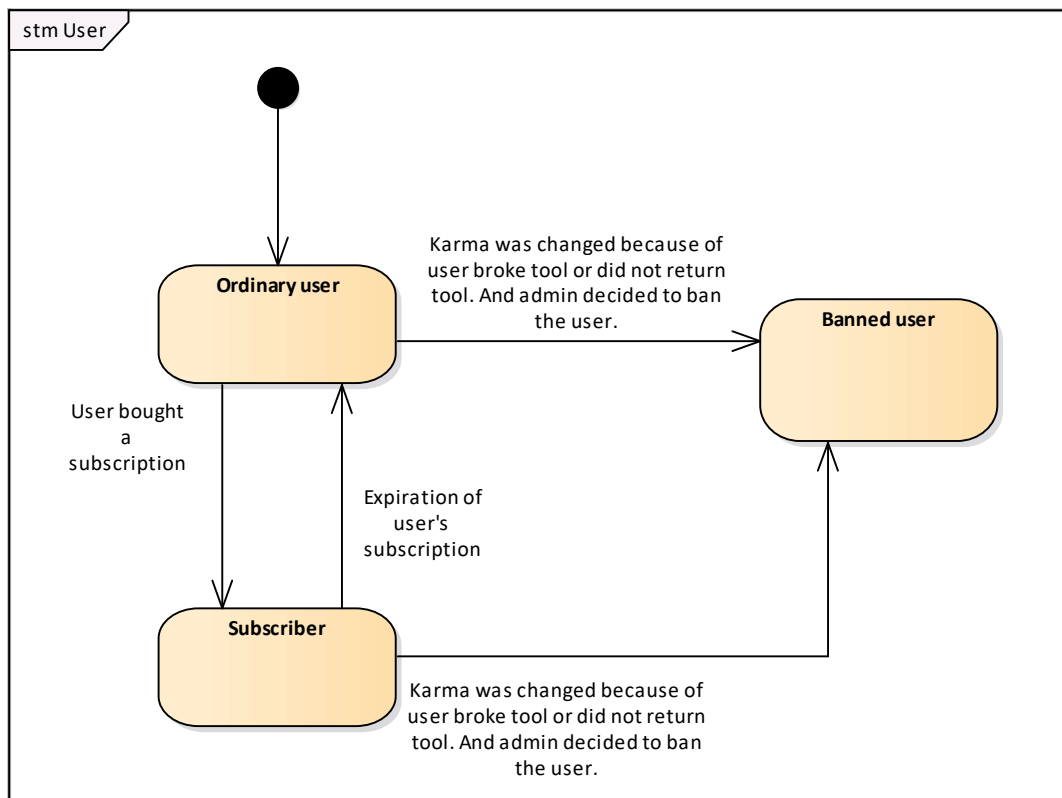 stm User
Ordinary user
Karma was changed because of
user broke tool or did not return
tool. And admin decided to ban
the user.
Banned user
User bought
a
subscription
Expiration of
user's
subscription
Subscriber
Karma was changed because of
user broke tool or did not return
tool. And admin decided to ban
the user.